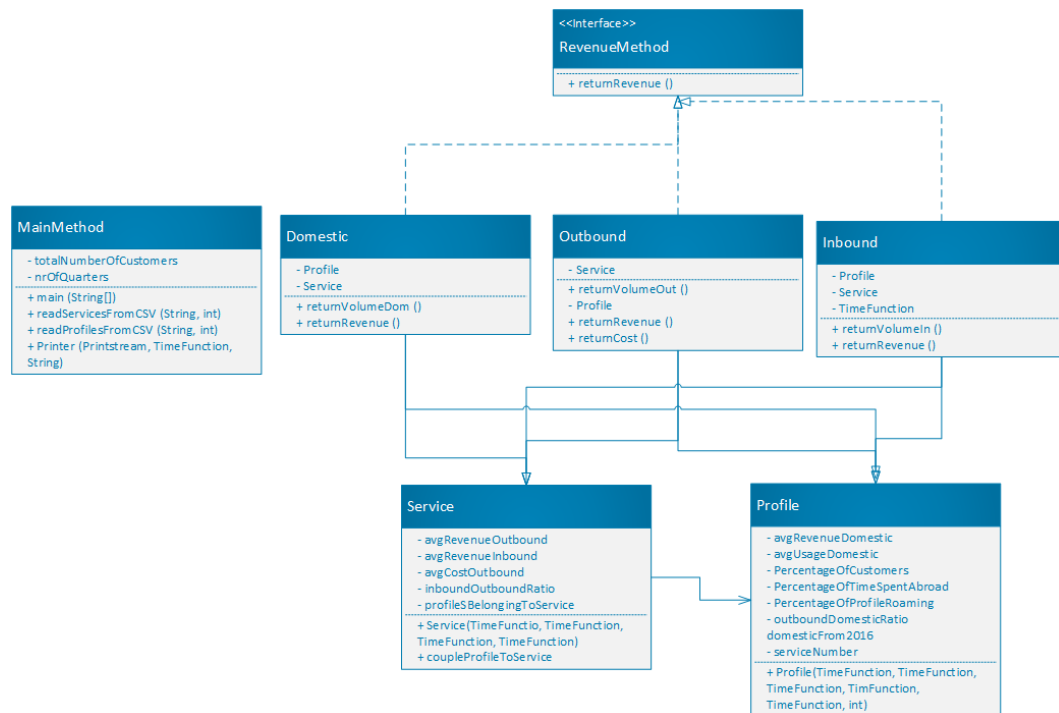 <<Interface>>
RevenueMethod
+ returnRevenue ()
MainMethod
- totalNumberOfCustomers
- nrOfQuarters
+ main (String[])
+ readServicesFromCSV (String, int)
+ readProfilesFromCSV (String, int)
+ Printer (Printstream, TimeFunction,
String)
Domestic
- Profile
- Service
+ returnVolumeDom ()
+ returnRevenue ()
Outbound
- Service
+ returnVolumeOut ()
- Profile
+ returnRevenue ()
+ returnCost ()
Inbound
- Profile
- Service
- TimeFunction
+ returnVolumeIn ()
+ returnRevenue ()
Service
- avgRevenueOutbound
- avgRevenueInbound
- avgCostOutbound
- inboundOutboundRatio
- profileSBelongingToService
+ Service(TimeFunctio, TimeFunction,
TimeFunction, TimeFunction)
+ coupleProfileToService
Profile
- avgRevenueDomestic
- avgUsageDomestic
- PercentageOfCustomers
- PercentageOfTimeSpentAbroad
- PercentageOfProfileRoaming
- outboundDomesticRatio
domesticFrom2016
- serviceNumber
+ Profile(TimeFunction, TimeFunction,
TimeFunction, TimFunction,
TimeFunction, int)